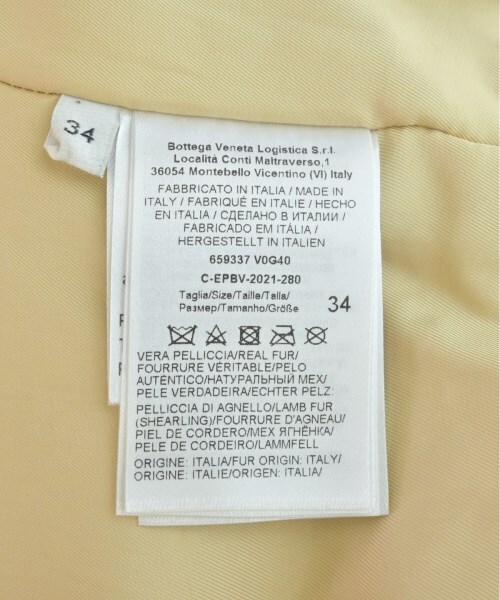 34
Bottega Veneta Logistica S.r.l.
Località Conti Maltraverso,1
36054 Montebello Vicentino (VI) Italy
FABBRICATO IN ITALIA / MADE IN
ITALY / FABRIQUÉ EN ITALIE / HECHO
EN ITALIA / СДЕЛАНО В ИТАЛИИ /
FABRICADO EM ITÁLIA /
HERGESTELLT IN ITALIEN
659337 V0G40
C-EPBV-2021-280
Taglia/Size/Taille/Talla/
Размер/Tamanho/Größe 34
VERA PELLICCIA/REAL FUR/
FOURRURE VÉRITABLE/PELO
AUTÉNTICO/НАТУРАЛЬНЫЙ МЕХ/
PELE VERDADEIRA/ECHTER PELZ:
PELLICCIA DI AGNELLO/LAMB FUR
(SHEARLING)/FOURRURE D'AGNEAU/
PIEL DE CORDERO/МЕХ ЯГНЁНКА/
PELE DE CORDEIRO/LAMMFELL
ORIGINE: ITALIA/FUR ORIGIN: ITALY/
ORIGINE: ITALIE/ORIGEN: ITALIA/